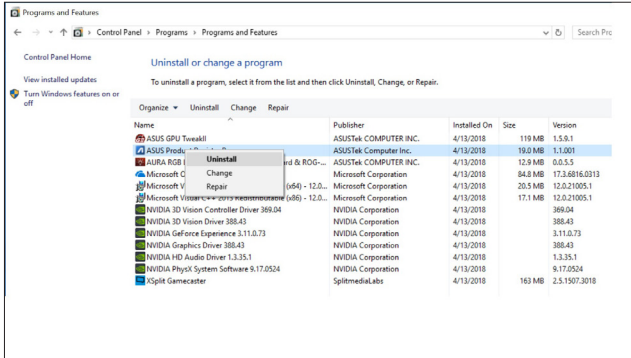 Programs and Features
Control Panel > Programs > Programs and Features
Search Pro
Control Panel Home
View installed updates
Turn Windows features on or
off
Uninstall or change a program
To uninstall a program, select it from the list and then click Uninstall, Change, or Repair.
Organize Uninstall Change Repair
Name Publisher Installed On Size Version
ASUS GPU TweakII ASUSTek COMPUTER INC. 4/13/2018 119 MB 1.5.9.1
ASUS Product ASUSTek Computer Inc. 4/13/2018 19.0 MB 1.1.001
AURA RGB rd & ROG-... ASUSTek COMPUTER INC. 4/13/2018 12.9 MB 0.0.5.5
Microsoft O Microsoft Corporation 4/13/2018 84.8 MB 17.3.6816.0313
Microsoft V (x64) - 12.0... Microsoft Corporation 4/13/2018 20.5 MB 12.0.21005.1
Microsoft Visual C++ 2013 Redistributable (x86) - 12.0... Microsoft Corporation 4/13/2018 17.1 MB 12.0.21005.1
Uninstall
Change
Repair
NVIDIA 3D Vision Controller Driver 369.04 NVIDIA Corporation 4/13/2018 369.04
NVIDIA 3D Vision Driver 388.43 NVIDIA Corporation 4/13/2018 388.43
NVIDIA GeForce Experience 3.11.0.73 NVIDIA Corporation 4/13/2018 3.11.0.73
NVIDIA Graphics Driver 388.43 NVIDIA Corporation 4/13/2018 388.43
NVIDIA HD Audio Driver 1.3.35.1 NVIDIA Corporation 4/13/2018 1.3.35.1
NVIDIA PhysX System Software 9.17.0524 NVIDIA Corporation 4/13/2018 9.17.0524
XSplit Gamecaster SplitmediaLabs 4/13/2018 163 MB 2.5.1507.3018